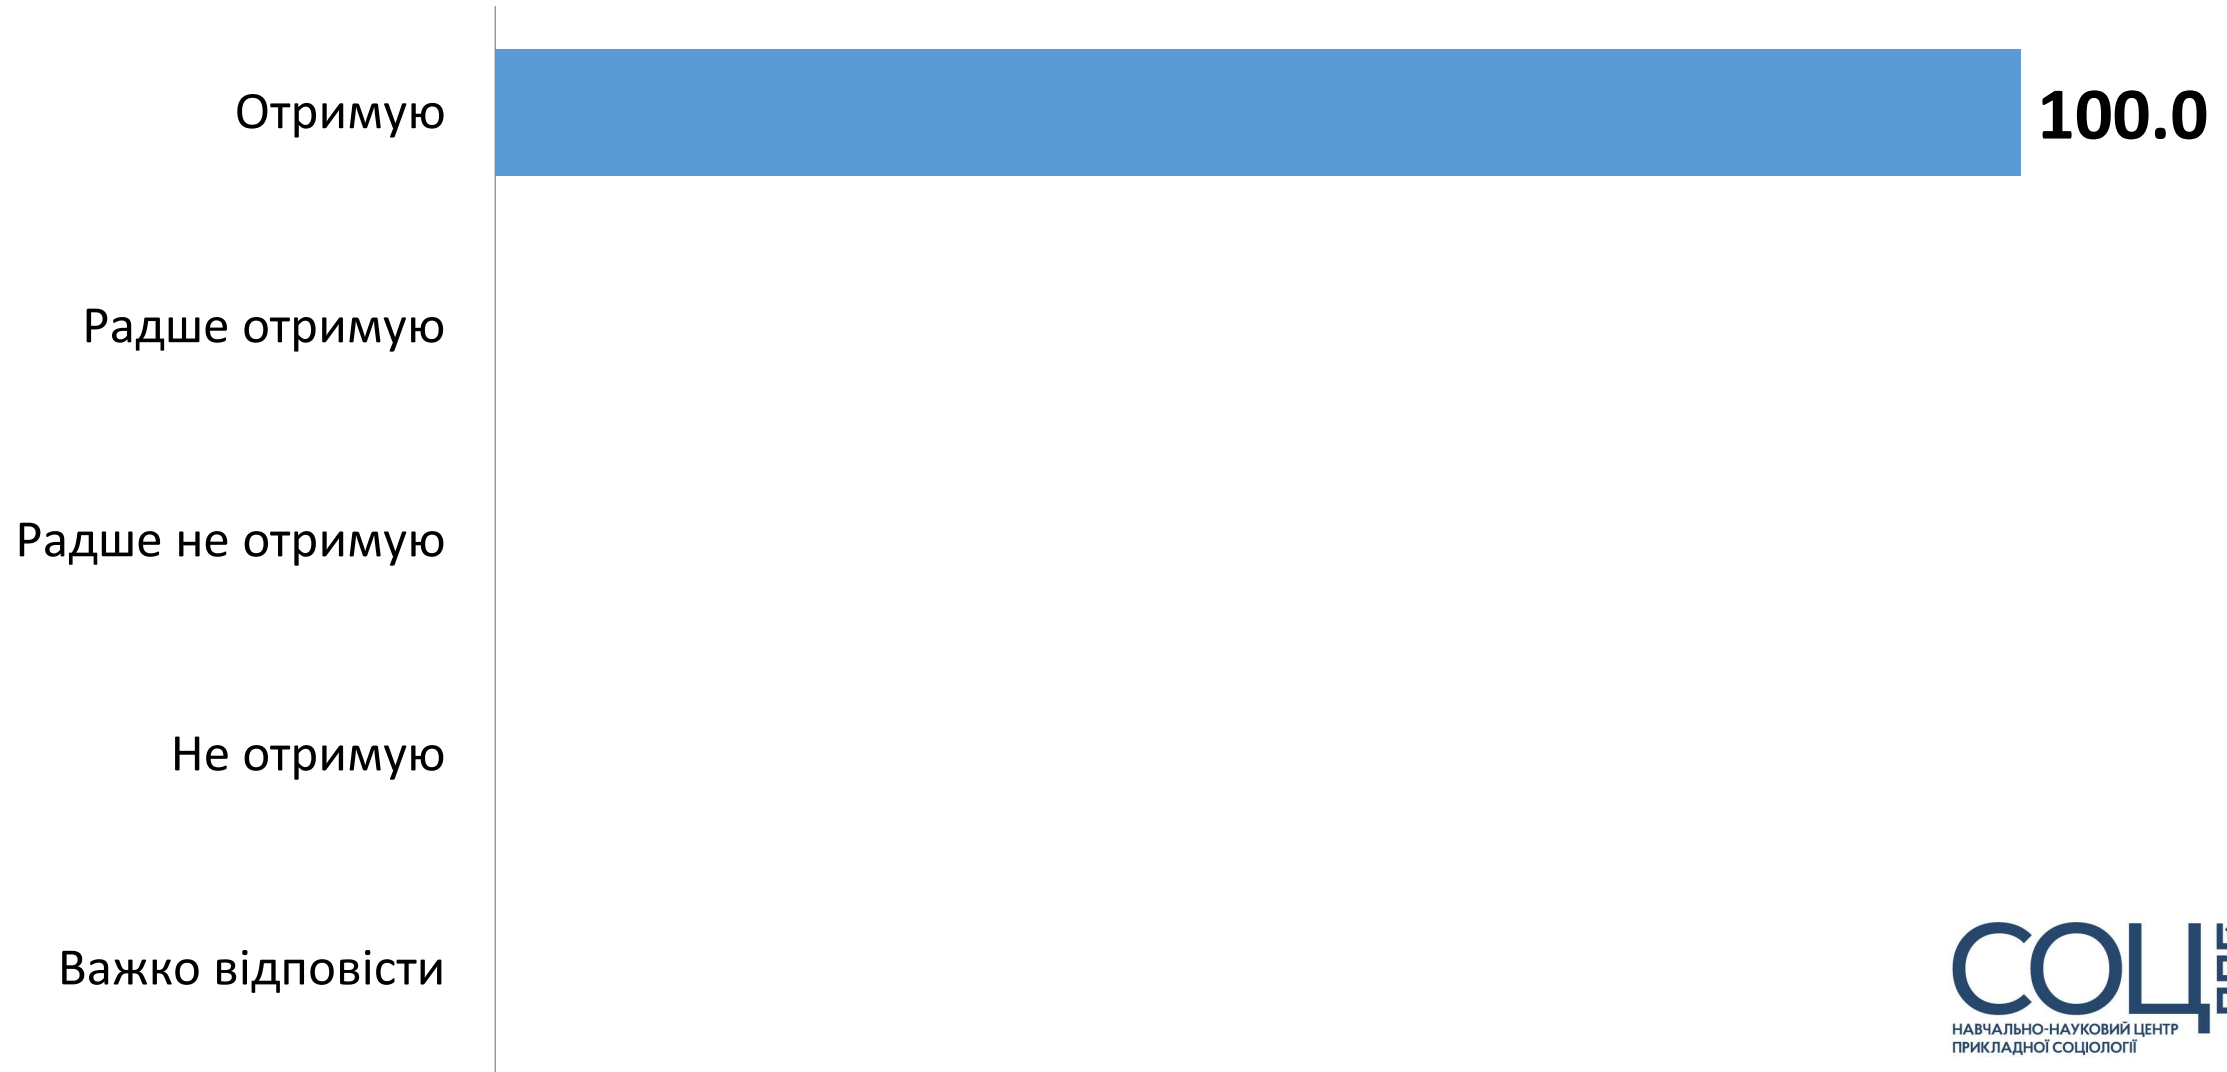 Отримую
100.0
Радше отримую
Радше не отримую
Не отримую
Важко відповісти
СОЦ
НАВЧАЛЬНО-НАУКОВИЙ ЦЕНТР
ПРИКЛАДНОЇ СОЦІОЛОГІЇ